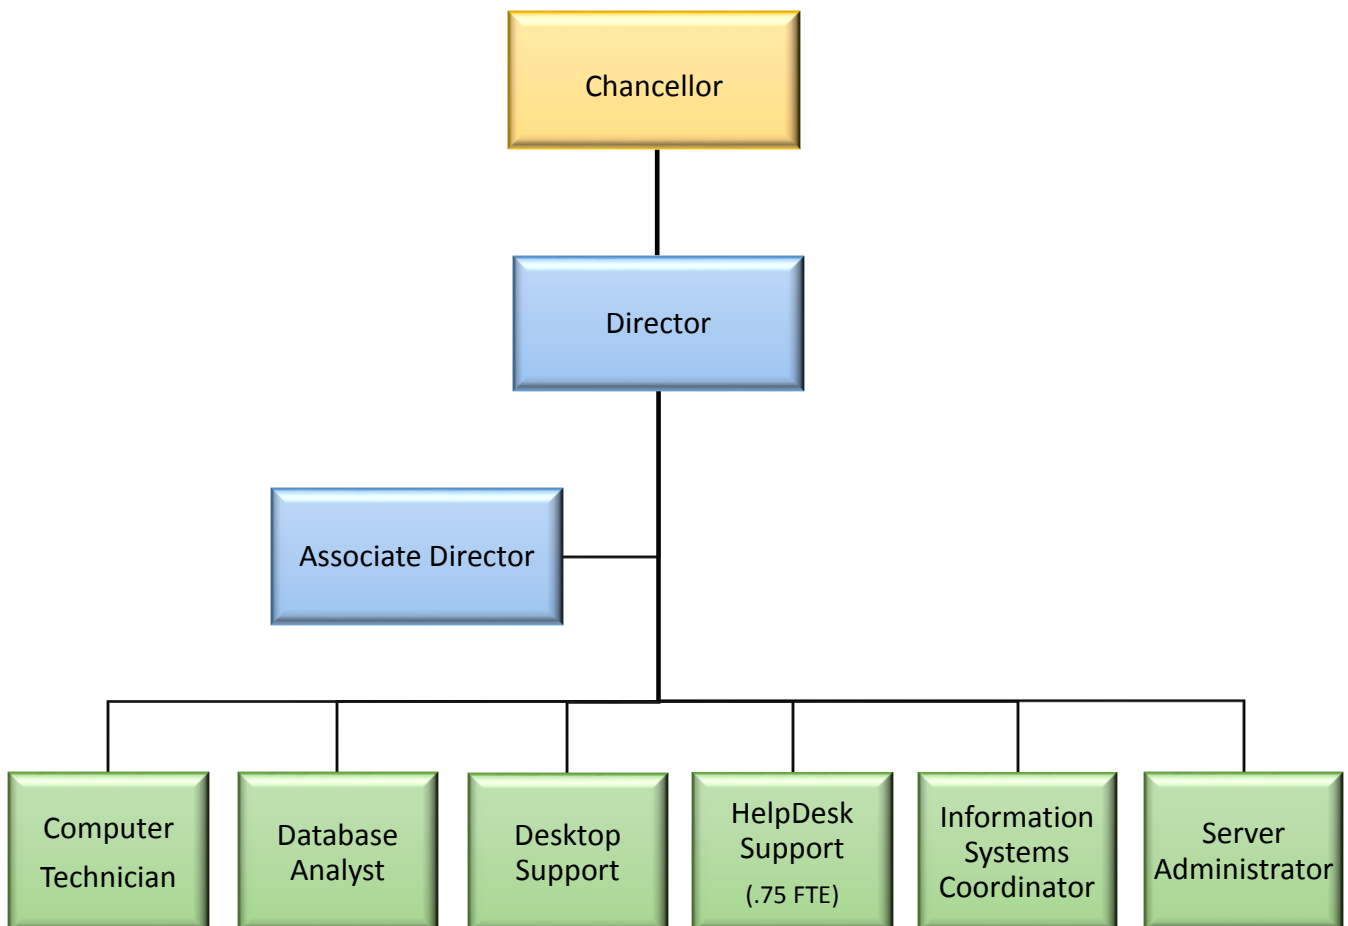 Chancellor
Director
Associate Director
Computer
Technician
Database
Analyst
Desktop
Support
HelpDesk
Support
(.75 FTE)
Information
Systems
Coordinator
Server
Administrator